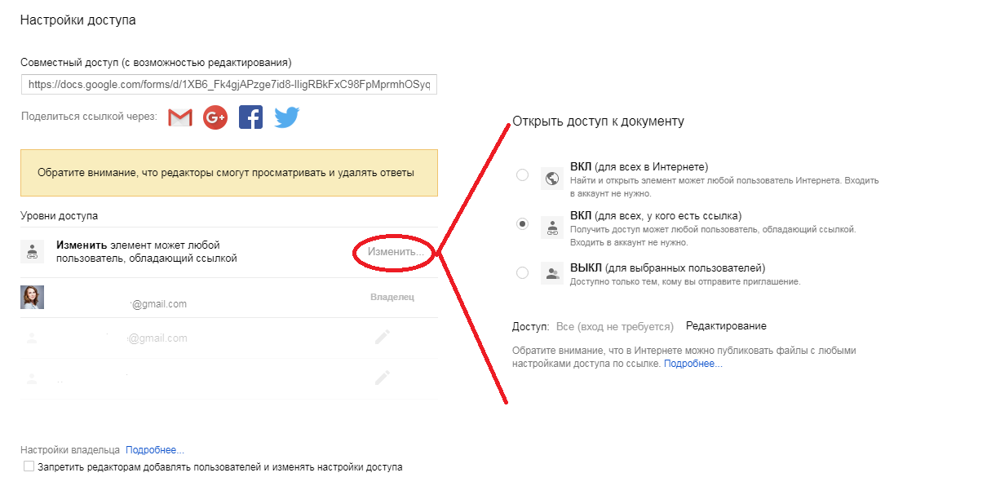 Настройки доступа
Совместный доступ (с возможностью редактирования)
https://docs.google.com/forms/d/1XB6_Fk4gjAPzge7id8-lligRBkFxC98FpMprmhOSyq
Поделиться ссылкой через:
Обратите внимание, что редакторы смогут просматривать и удалять ответы
Уровни доступа
Изменить элемент может любой
пользователь, обладающий ссылкой
Изменить...
@gmail.com
Владелец
@gmail.com
Настройки владельца Подробнее...
Запретить редакторам добавлять пользователей и изменять настройки доступа
Открыть доступ к документу
ВКЛ (для всех в Интернете)
Найти и открыть элемент может любой пользователь Интернета. Входить
в аккаунт не нужно.
ВКЛ (для всех, у кого есть ссылка)
Получить доступ может любой пользователь, обладающий ссылкой.
Входить в аккаунт не нужно.
ВЫКЛ (для выбранных пользователей)
Доступно только тем, кому вы отправите приглашение.
Доступ: Все (вход не требуется) Редактирование
Обратите внимание, что в Интернете можно публиковать файлы с любыми
настройками доступа по ссылке. Подробнее...